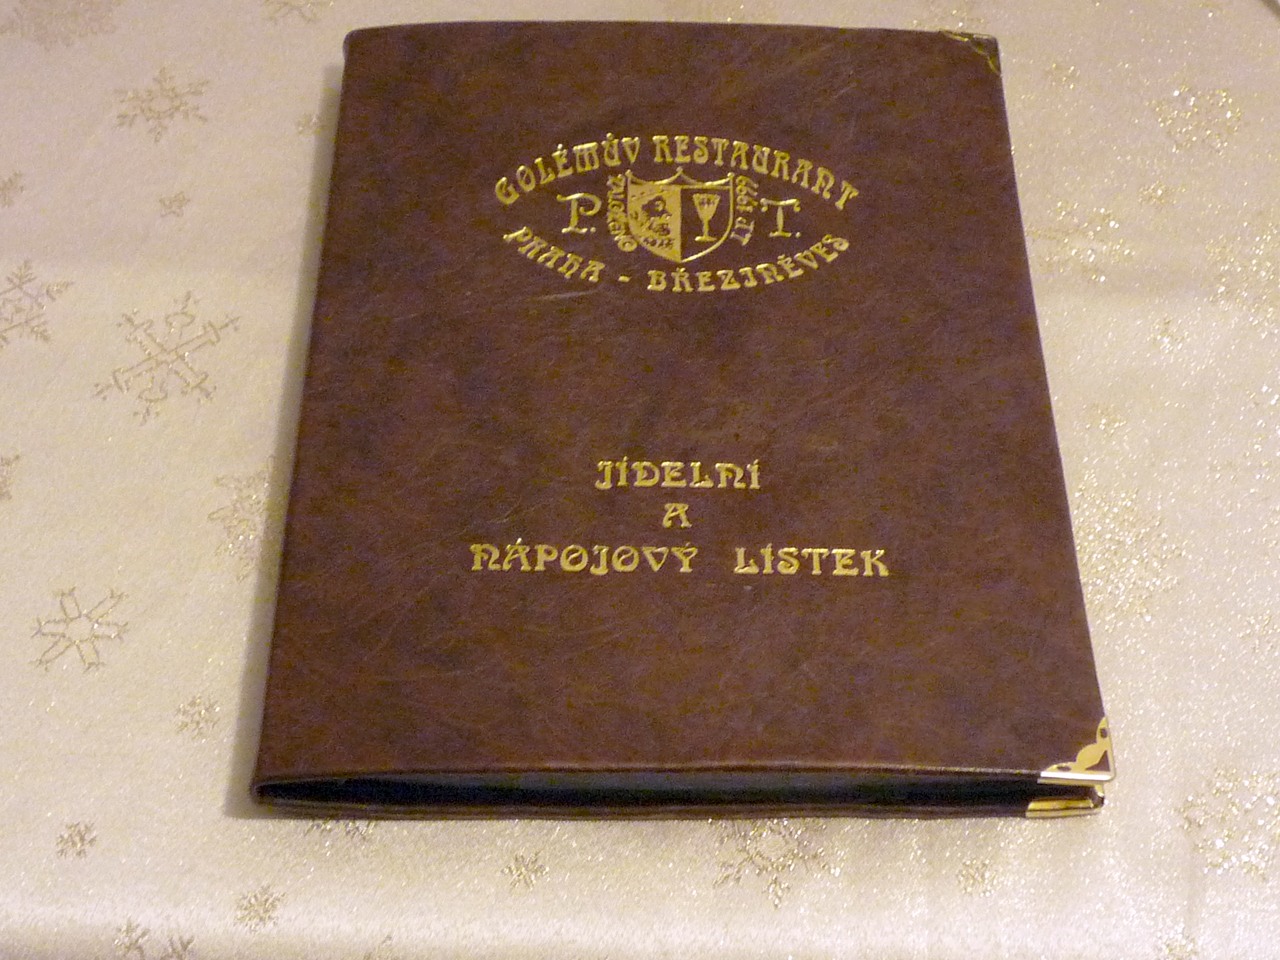 GOLÉMŮV RESTAURANT
P. T.
PRAHA - BŘEZINĚVES
JÍDELNÍ
A
NÁPOJOVÝ LÍSTEK